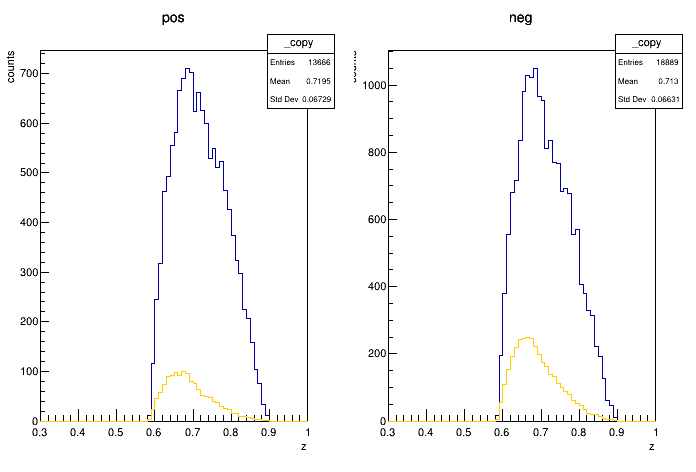 pos
_copy
Entries 13666
Mean 0.7195
Std Dev 0.06729
counts
700
600
500
400
300
200
100
0
0.3 0.4 0.5 0.6 0.7 0.8 0.9 1
z
neg
_copy
Entries 18889
Mean 0.713
Std Dev 0.06631
1000
800
600
400
200
0
0.3 0.4 0.5 0.6 0.7 0.8 0.9 1
z